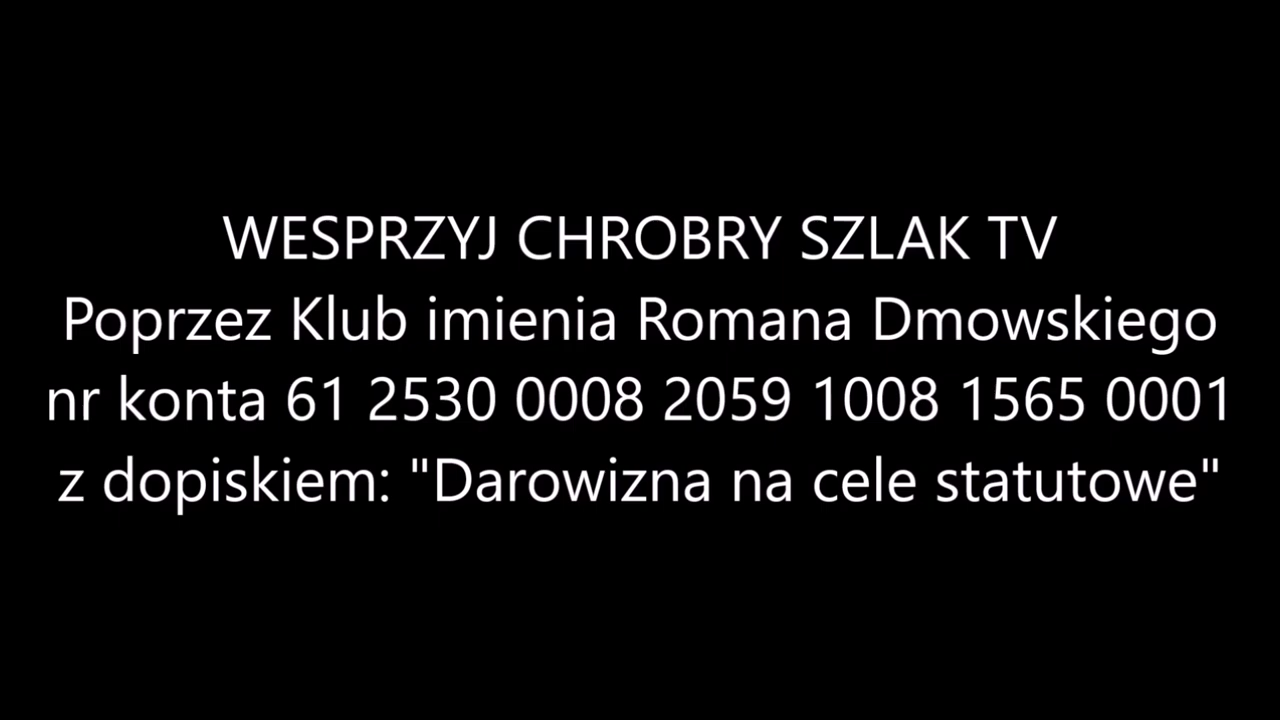 WESPRZYJ CHROBRY SZLAK TV
Poprzez Klub imienia Romana Dmowskiego
nr konta 61 2530 0008 2059 1008 1565 0001
z dopiskiem: "Darowizna na cele statutowe"